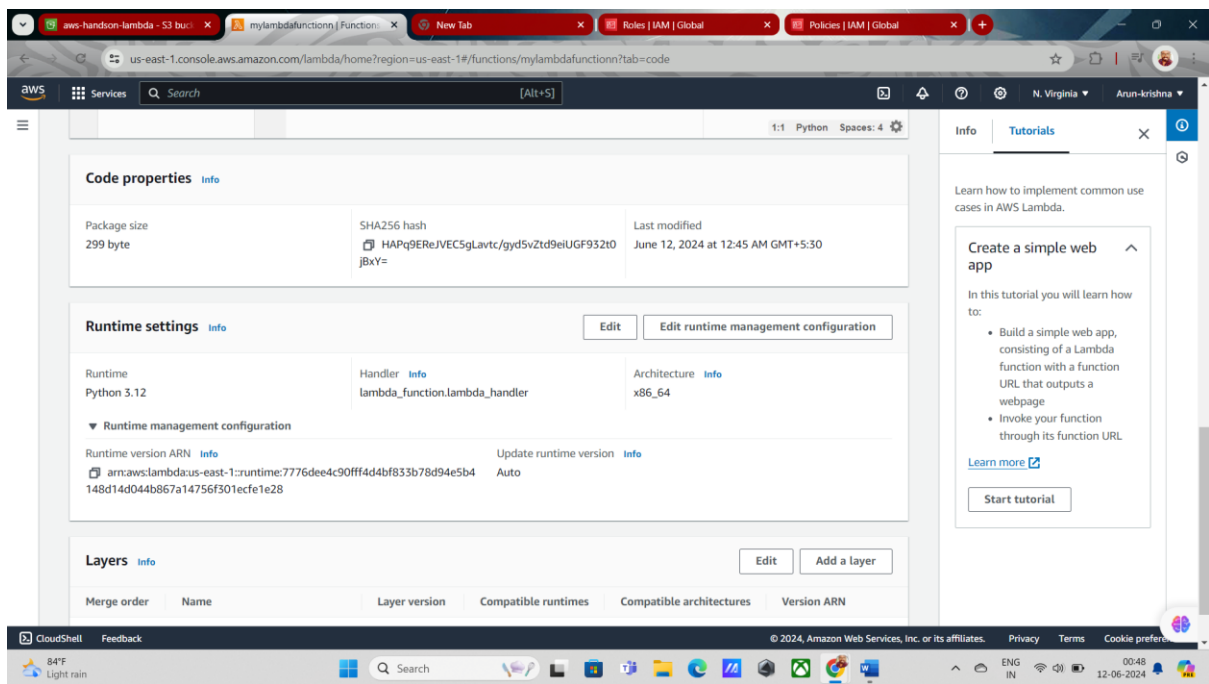 aws-handson-lambda - S3 buc
mylambdafunctionn | Function
New Tab
Roles | IAM | Global
Policies | IAM | Global
us-east-1.console.aws.amazon.com/lambda/home?region=us-east-1#/functions/mylambdafunctionn?tab=code
aws Services Search [Alt+S] N. Virginia Arun-krishna
1:1 Python Spaces: 4
Code properties Info
Package size
299 byte
SHA256 hash
HAPq9EReJVEC5gLavtc/gyd5vZtd9eiUGF932t0
jBxY=
Last modified
June 12, 2024 at 12:45 AM GMT+5:30
Runtime settings Info
Edit
Edit runtime management configuration
Runtime
Python 3.12
Handler Info
lambda_function.lambda_handler
Architecture Info
x86_64
Runtime management configuration
Runtime version ARN Info
arn:aws:lambda:us-east-1::runtime:7776dee4c90fff4d4bf833b78d94e5b4
148d14d044b867a14756f301ecfe1e28
Update runtime version Info
Auto
Layers Info
Edit
Add a layer
Merge order Name Layer version Compatible runtimes Compatible architectures Version ARN
Info Tutorials
Learn how to implement common use
cases in AWS Lambda.
Create a simple web
app
In this tutorial you will learn how
to:
• Build a simple web app,
consisting of a Lambda
function with a function
URL that outputs a
webpage
• Invoke your function
through its function URL
Learn more
Start tutorial
CloudShell Feedback © 2024, Amazon Web Services, Inc. or its affiliates. Privacy Terms Cookie prefere
84°F
Light rain
Search
ENG
IN
00:48
12-06-2024